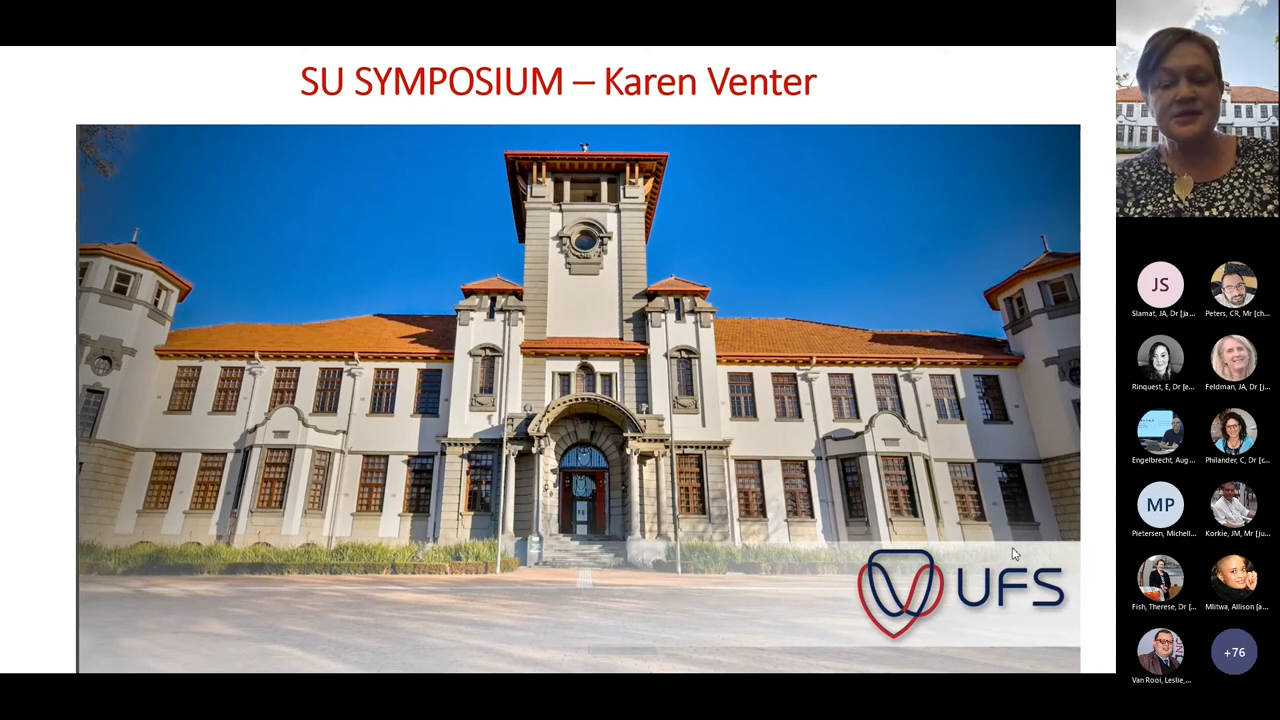 SU SYMPOSIUM – Karen Venter
UFS
JS
Slamat, JA, Dr [ja...
Peters, CR, Mr [ch...
Rinquest, E, Dr [e...
Feldman, JA, Dr [j...
Engelbrecht, Aug...
Philander, C, Dr [c...
MP
Pietersen, Michell...
Korkie, JM, Mr [ju...
Fish, Therese, Dr [...
Mlitwa, Allison [a...
Van Rooi, Leslie,...
+76